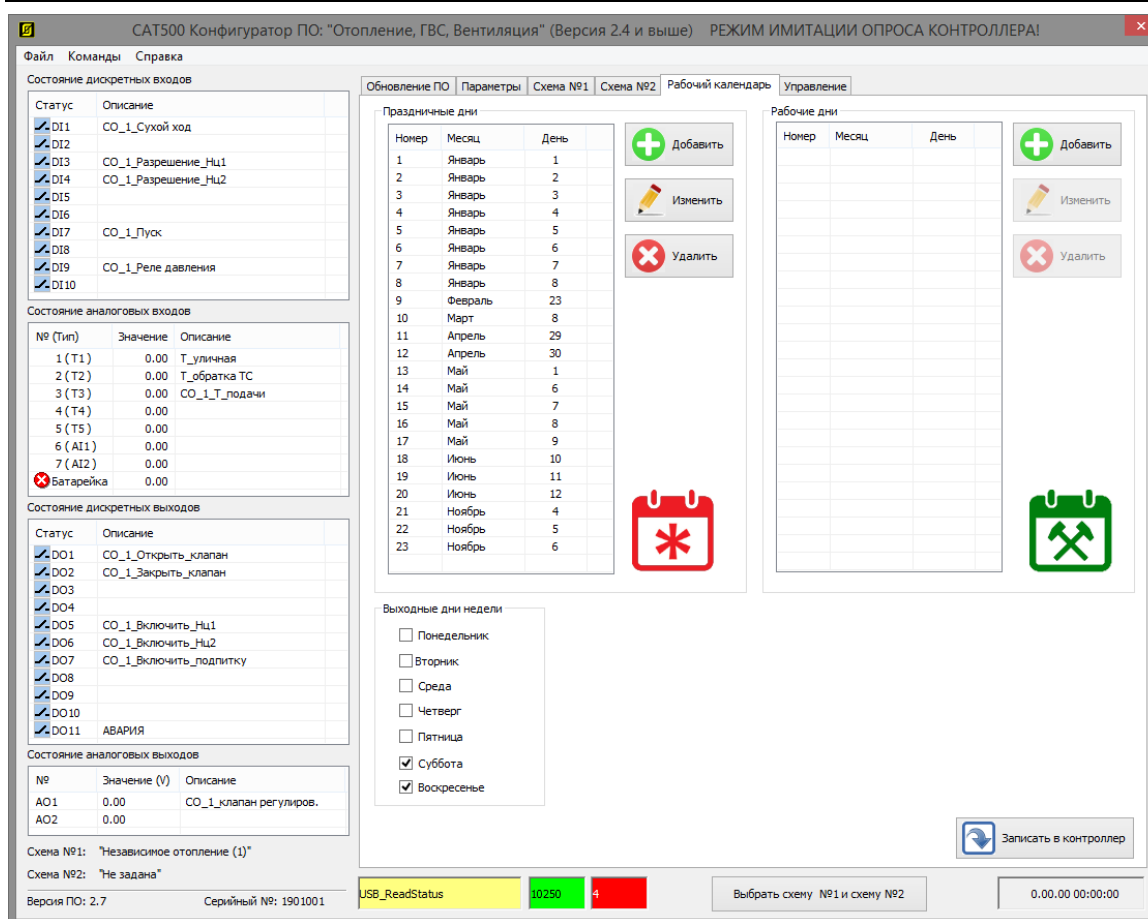 САТ500 Конфигуратор ПО: "Отопление, ГВС, Вентиляция" (Версия 2.4 и выше) РЕЖИМ ИМИТАЦИИ ОПРОСА КОНТРОЛЛЕРА!
Файл Команды Справка
Состояние дискретных входов
Статус Описание
DI1 СО_1_Сухой ход
DI2
DI3 СО_1_Разрешение_Нц1
DI4 СО_1_Разрешение_Нц2
DI5
DI6
DI7 СО_1_Пуск
DI8
DI9 СО_1_Реле давления
DI10
Состояние аналоговых входов
№ (Тип) Значение Описание
1 ( T1 ) 0.00 Т_уличная
2 ( T2 ) 0.00 Т_обратка ТС
3 ( T3 ) 0.00 СО_1_Т_подачи
4 ( T4 ) 0.00
5 ( T5 ) 0.00
6 ( AI1 ) 0.00
7 ( AI2 ) 0.00
Батарейка 0.00
Состояние дискретных выходов
Статус Описание
DO1 СО_1_Открыть_клапан
DO2 СО_1_Закрыть_клапан
DO3
DO4
DO5 СО_1_Включить_Нц1
DO6 СО_1_Включить_Нц2
DO7 СО_1_Включить_подпитку
DO8
DO9
DO10
DO11 АВАРИЯ
Состояние аналоговых выходов
№ Значение (V) Описание
AO1 0.00 СО_1_клапан регулиров.
AO2 0.00
Схема №1: "Независимое отопление (1)"
Схема №2: "Не задана"
Версия ПО: 2.7 Серийный №: 1901001
Обновление ПО Параметры Схема №1 Схема №2 Рабочий календарь Управление
Праздничные дни
Номер Месяц День
1 Январь 1
2 Январь 2
3 Январь 3
4 Январь 4
5 Январь 5
6 Январь 6
7 Январь 7
8 Январь 8
9 Февраль 23
10 Март 8
11 Апрель 29
12 Апрель 30
13 Май 1
14 Май 6
15 Май 7
16 Май 8
17 Май 9
18 Июнь 10
19 Июнь 11
20 Июнь 12
21 Ноябрь 4
22 Ноябрь 5
23 Ноябрь 6
Добавить
Изменить
Удалить
Рабочие дни
Номер Месяц День
Добавить
Изменить
Удалить
Выходные дни недели
Понедельник
Вторник
Среда
Четверг
Пятница
Суббота
Воскресенье
Записать в контроллер
USB_ReadStatus 10250 4 Выбрать схему №1 и схему №2 0.00.00 00:00:00